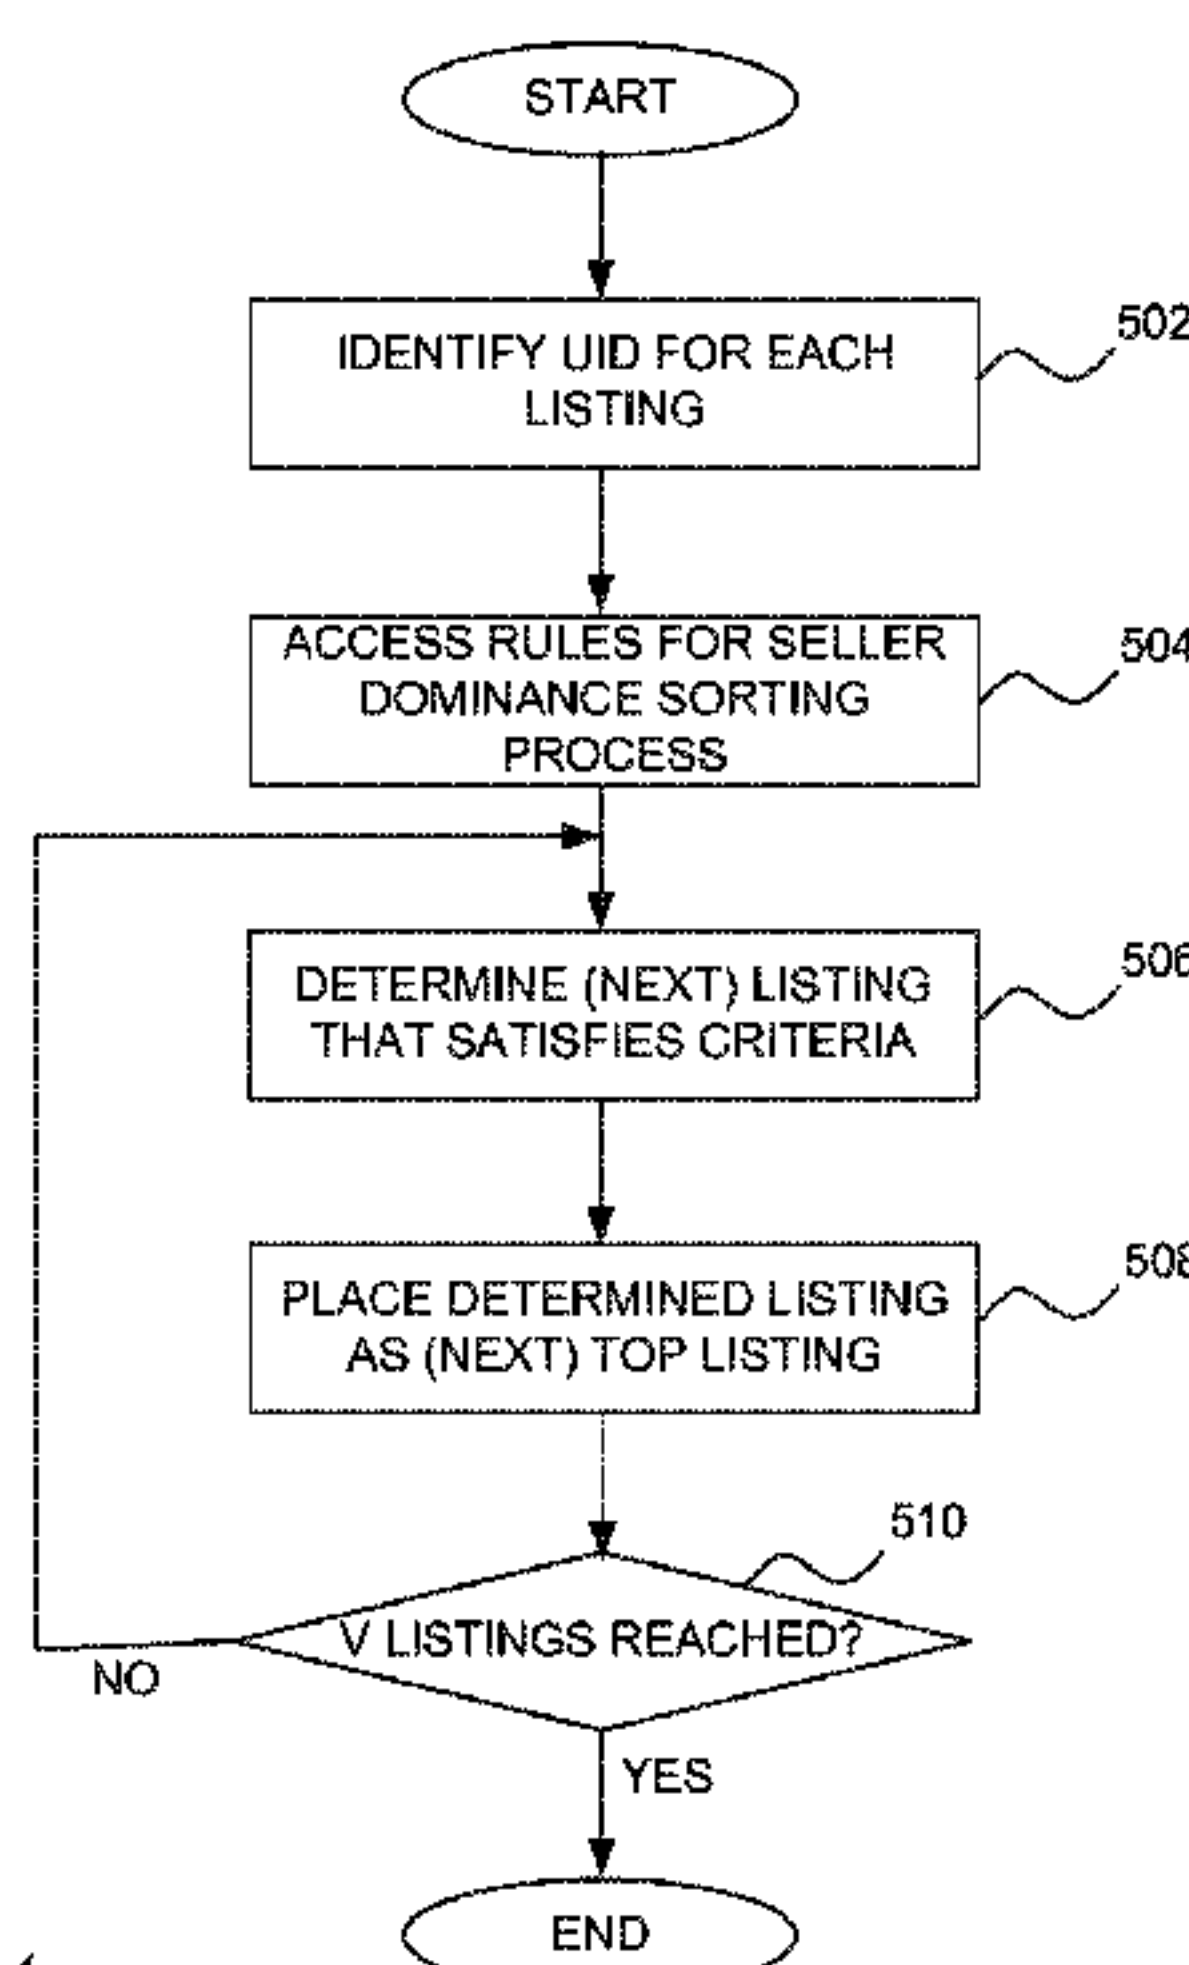 START
IDENTIFY UID FOR EACH
LISTING
502
ACCESS RULES FOR SELLER
DOMINANCE SORTING
PROCESS
504
DETERMINE (NEXT) LISTING
THAT SATISFIES CRITERIA
506
PLACE DETERMINED LISTING
AS (NEXT) TOP LISTING
508
510
V LISTINGS REACHED?
NO
YES
END